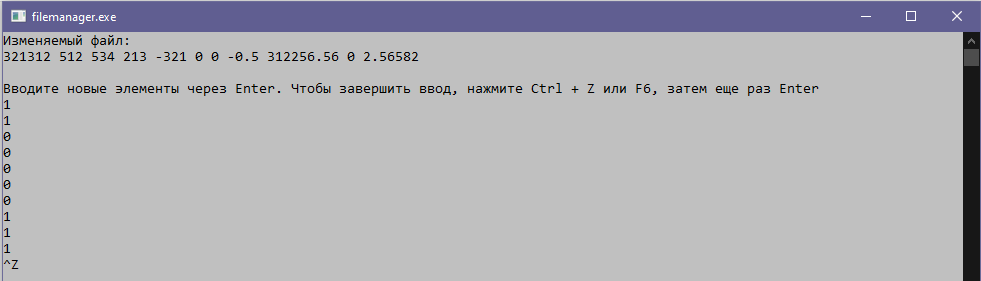 filemanager.exe
Изменяемый файл:
321312 512 534 213 -321 0 0 -0.5 312256.56 0 2.56582
Вводите новые элементы через Enter. Чтобы завершить ввод, нажмите Ctrl + Z или F6, затем еще раз Enter
1
1
0
0
0
0
0
1
1
1
^Z